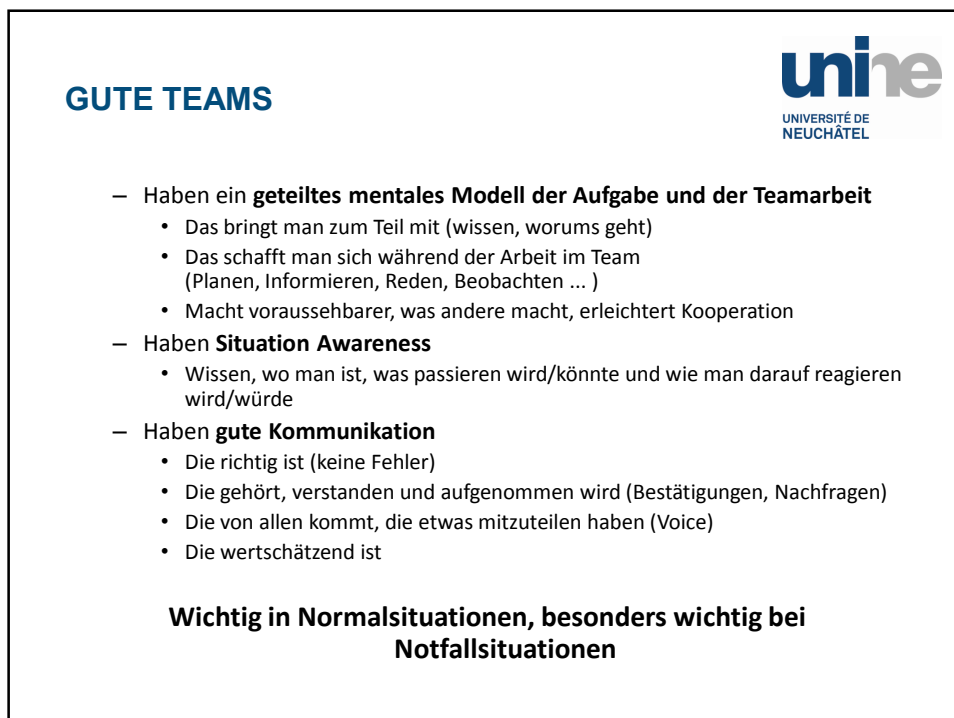 unine
UNIVERSITÉ DE
NEUCHÂTEL
GUTE TEAMS
– Haben ein geteiltes mentales Modell der Aufgabe und der Teamarbeit
• Das bringt man zum Teil mit (wissen, worums geht)
• Das schafft man sich während der Arbeit im Team
(Planen, Informieren, Reden, Beobachten ... )
• Macht voraussehbarer, was andere macht, erleichtert Kooperation
– Haben Situation Awareness
• Wissen, wo man ist, was passieren wird/könnte und wie man darauf reagieren
wird/würde
– Haben gute Kommunikation
• Die richtig ist (keine Fehler)
• Die gehört, verstanden und aufgenommen wird (Bestätigungen, Nachfragen)
• Die von allen kommt, die etwas mitzuteilen haben (Voice)
• Die wertschätzend ist
Wichtig in Normalsituationen, besonders wichtig bei
Notfallsituationen